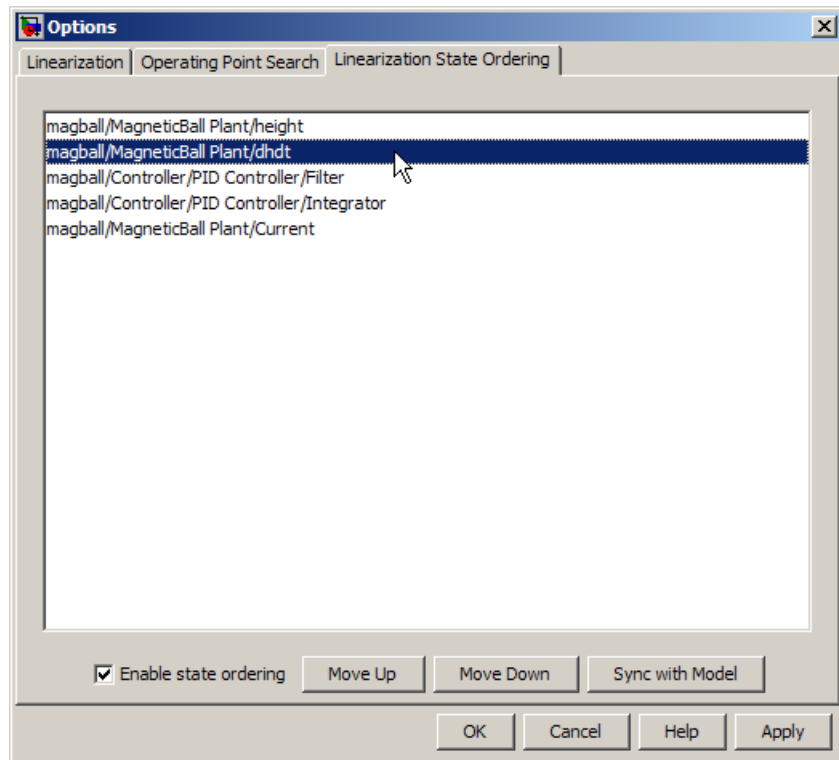 Options
Linearization Operating Point Search Linearization State Ordering
magball/MagneticBall Plant/height
magball/MagneticBall Plant/dhdt
magball/Controller/PID Controller/Filter
magball/Controller/PID Controller/Integrator
magball/MagneticBall Plant/Current
Enable state ordering Move Up Move Down Sync with Model
OK Cancel Help Apply